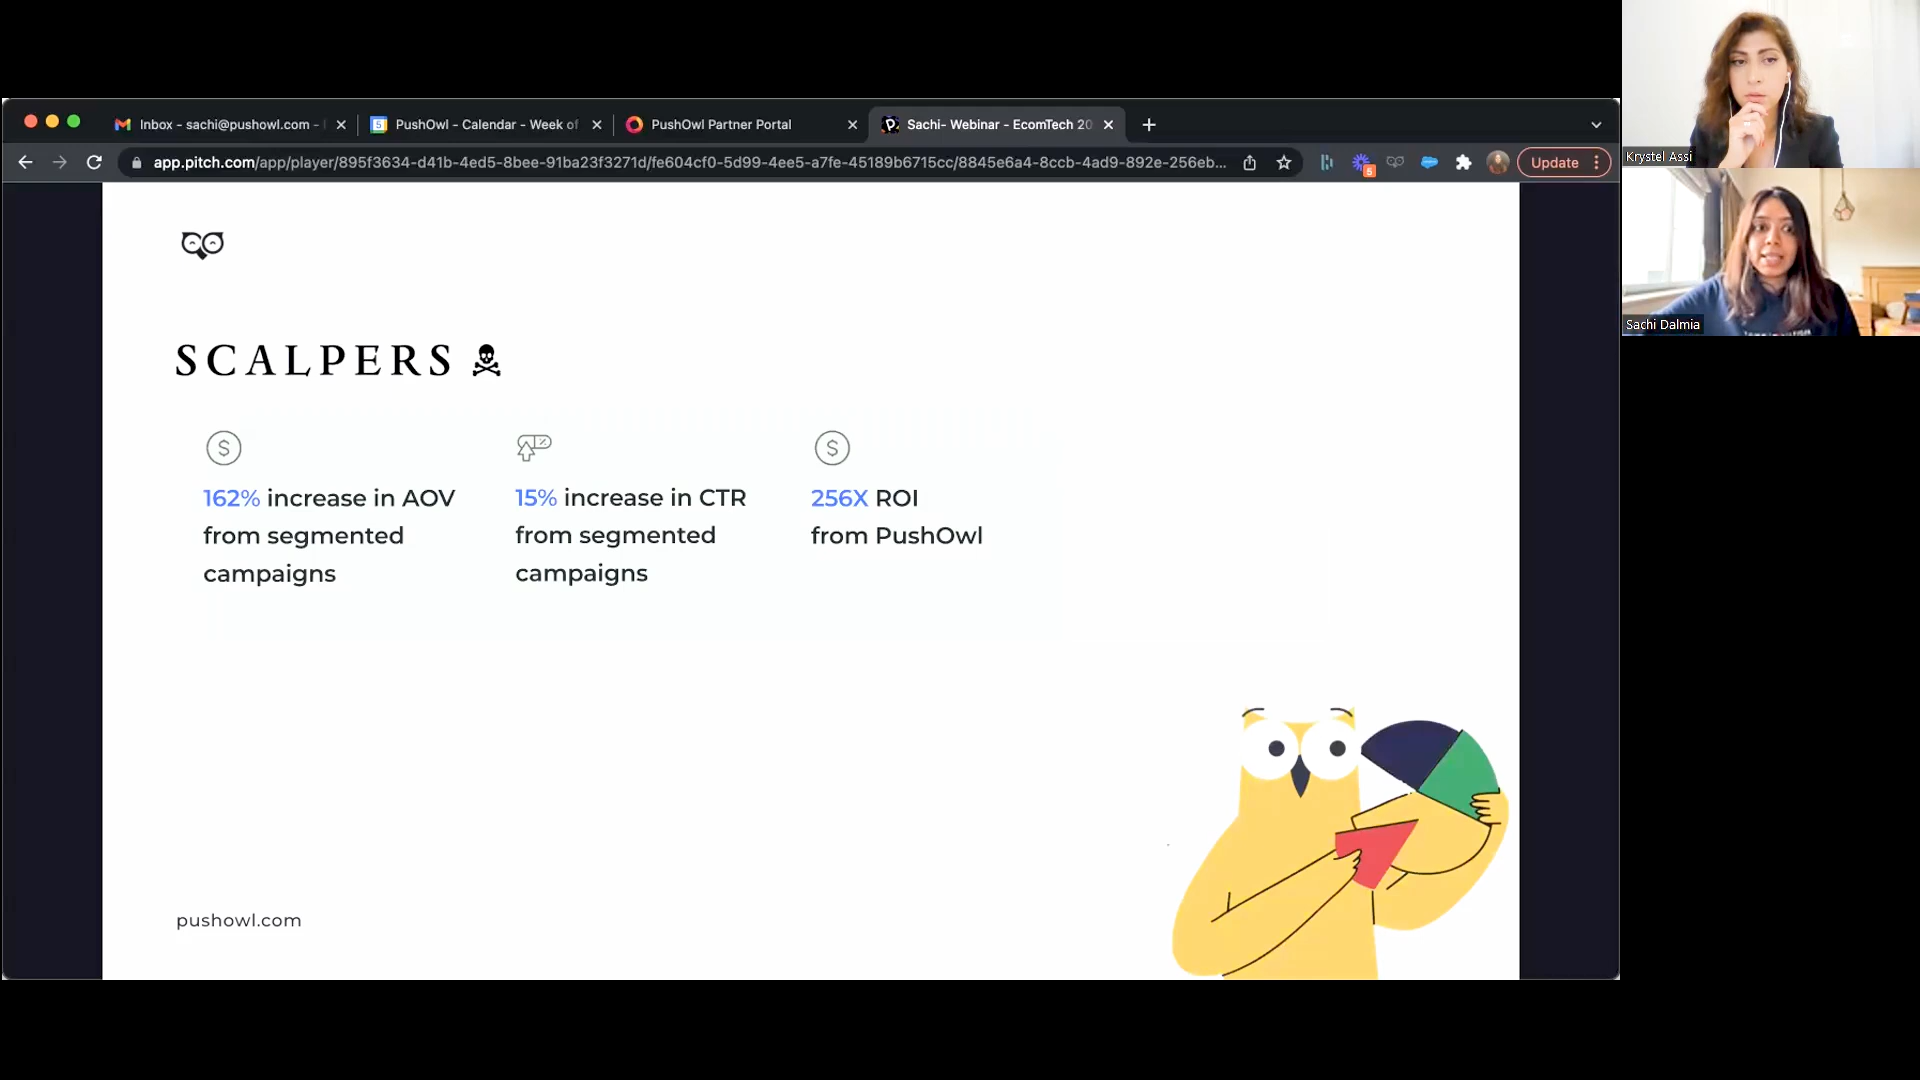 Inbox - sachi@pushowl.com -
PushOwl - Calendar - Week of
PushOwl Partner Portal
Sachi- Webinar - EcomTech 20
app.pitch.com/app/player/895f3634-d41b-4ed5-8bee-91ba23f3271d/fe604cf0-5d99-4ee5-a7fe-45189b6715cc/8845e6a4-8ccb-4ad9-892e-256eb...
5
Update
Krystel Assi
Sachi Dalmia
SCALPERS
162% increase in AOV
from segmented
campaigns
15% increase in CTR
from segmented
campaigns
256X ROI
from PushOwl
pushowl.com